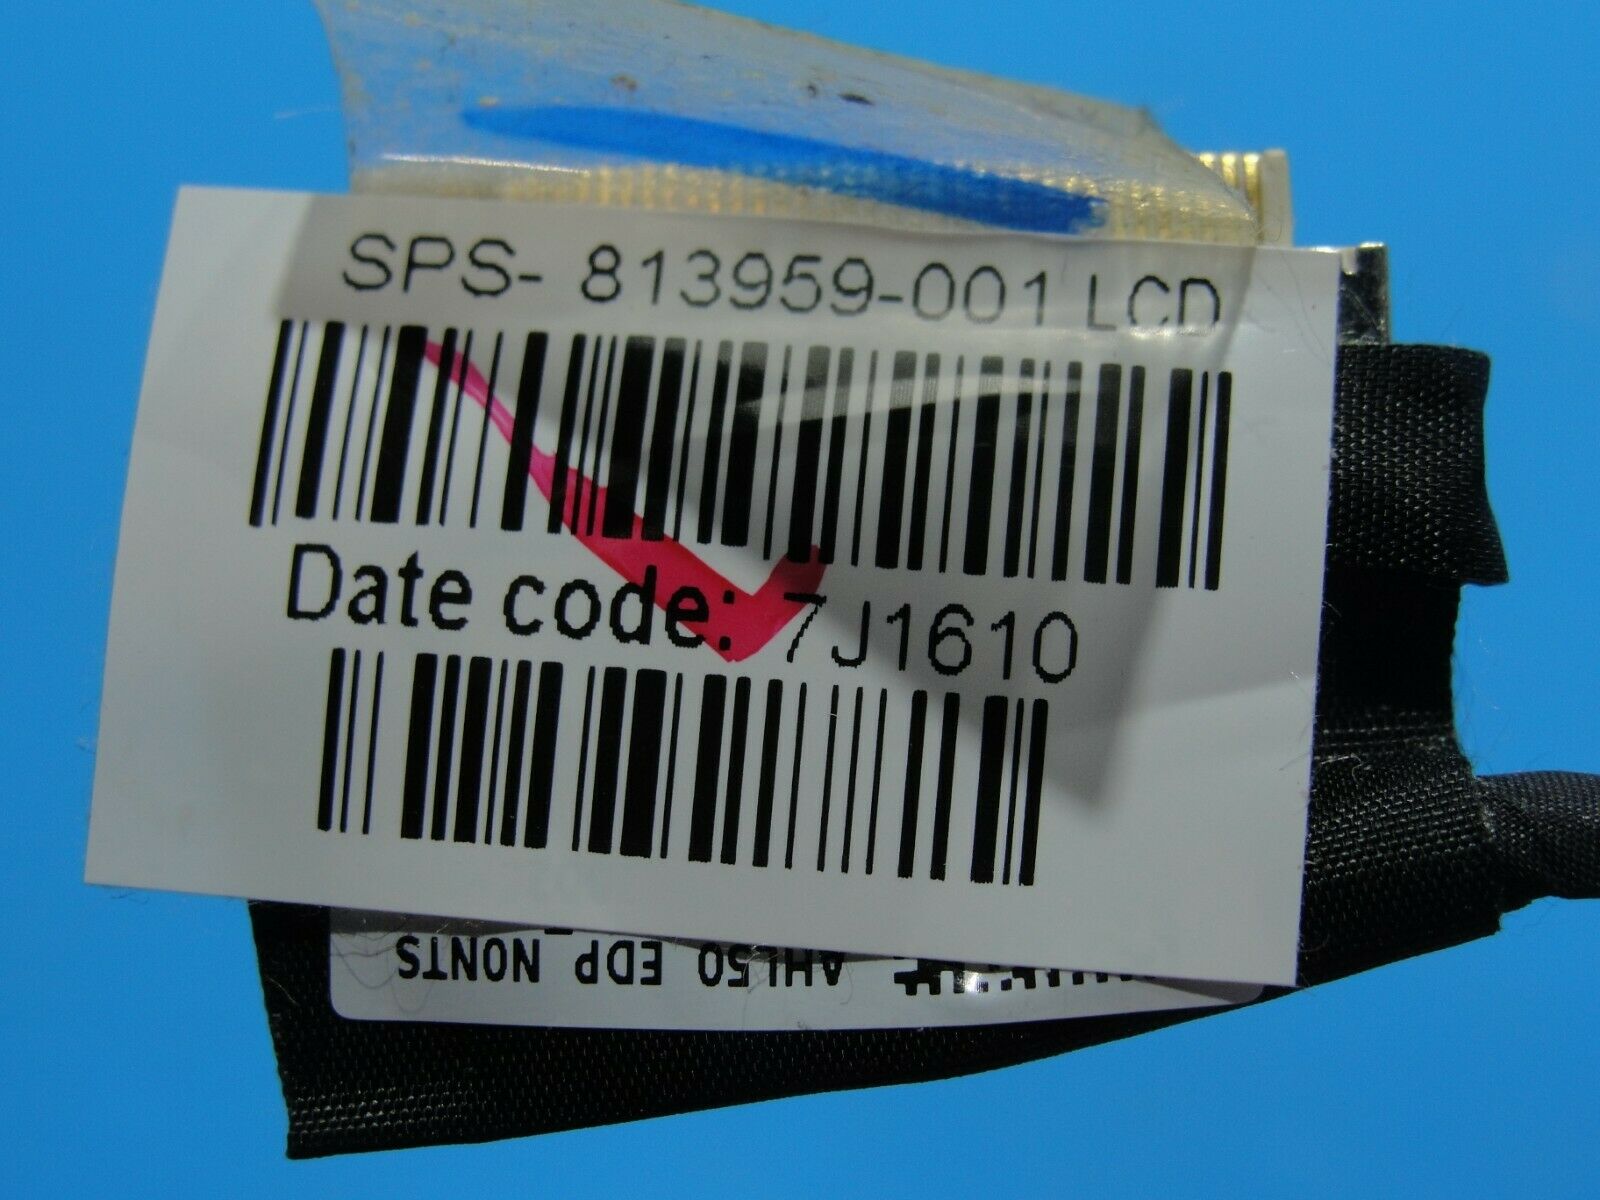 SPS- 813959-001 LCD
Date code: 7J1610
AHL50 EDP NONTS